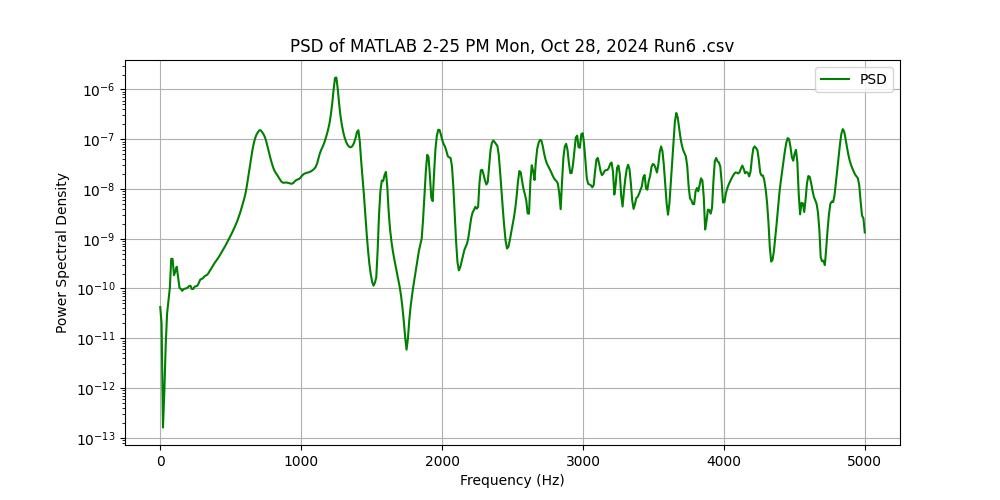 PSD of MATLAB 2-25 PM Mon, Oct 28, 2024 Run6 .csv
PSD
Power Spectral Density
10⁻⁶
10⁻⁷
10⁻⁸
10⁻⁹
10⁻¹⁰
10⁻¹¹
10⁻¹²
10⁻¹³
0 1000 2000 3000 4000 5000
Frequency (Hz)